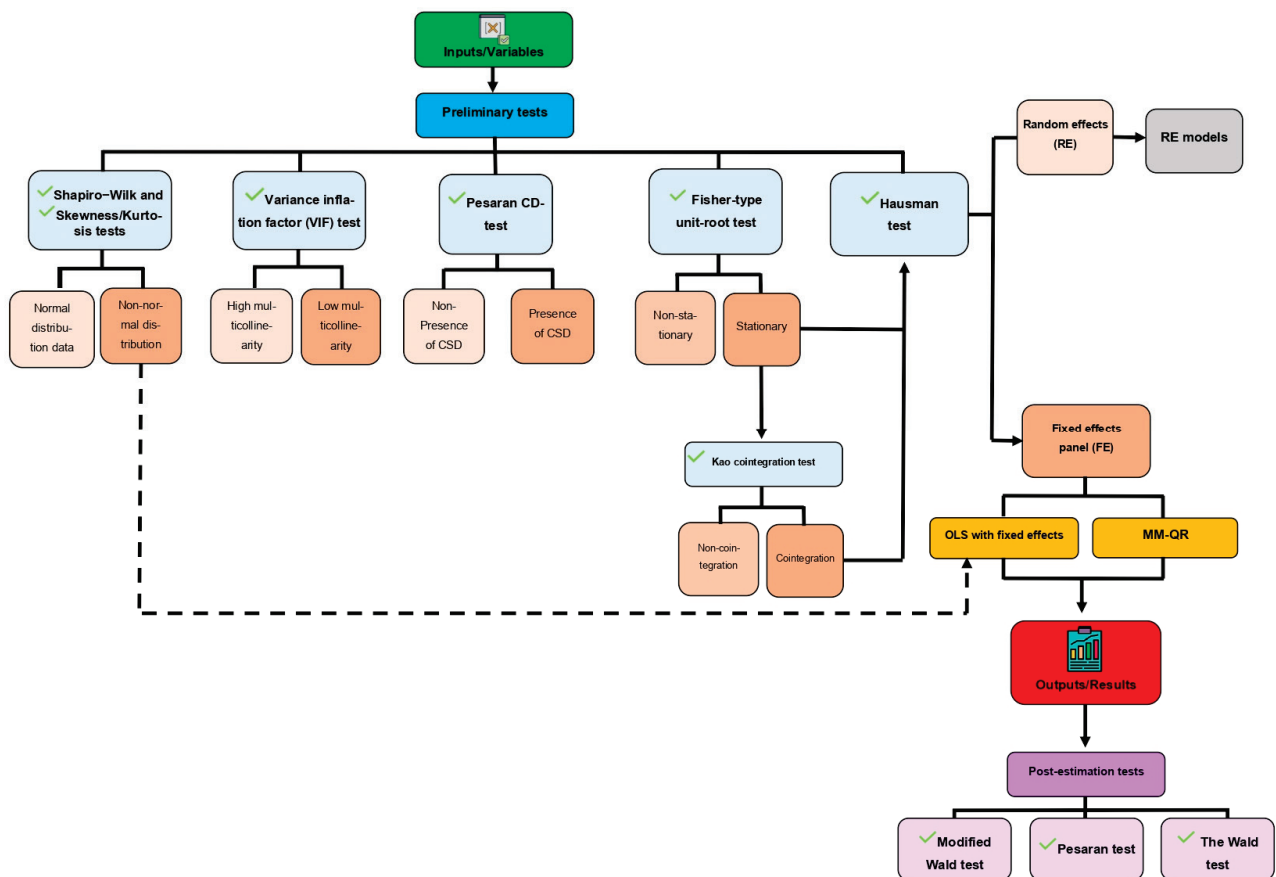 Inputs/Variables
Preliminary tests
Random effects
(RE)
RE models
Shapiro–Wilk and
Skewness/Kurto-
sis tests
Variance infla-
tion factor (VIF) test
Pesaran CD-
test
Fisher-type
unit-root test
Hausman
test
Normal
distribu-
tion data
Non-nor-
mal dis-
tribution
High mul-
ticolline-
arity
Low mul-
ticolline-
arity
Non-
Presence
of CSD
Presence
of CSD
Non-sta-
tionary
Stationary
Fixed effects
panel (FE)
Kao cointegration test
Non-coin-
tegration
Cointegration
OLS with fixed effects
MM-QR
Outputs/Results
Post-estimation tests
Modified
Wald test
Pesaran test
The Wald
test